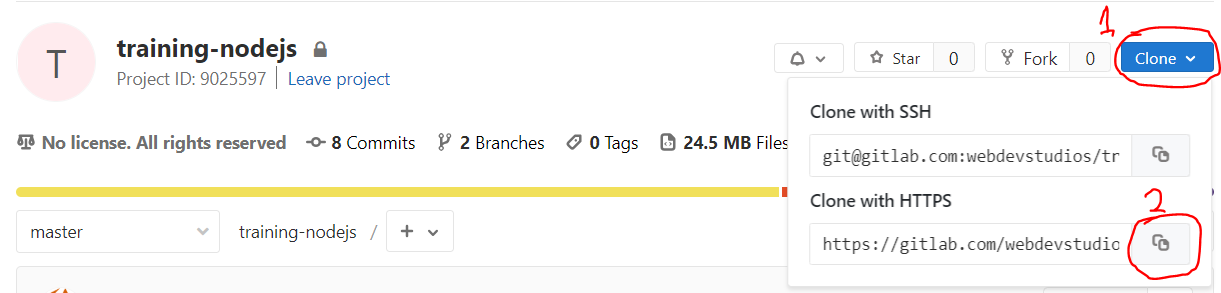 T
training-nodejs
Project ID: 9025597
Leave project
1
Star 0
Fork 0
Clone
No license. All rights reserved
8 Commits
2 Branches
0 Tags
24.5 MB Files
Clone with SSH
git@gitlab.com:webdevstudios/tr
Clone with HTTPS
2
https://gitlab.com/webdevstudio
master
training-nodejs / +